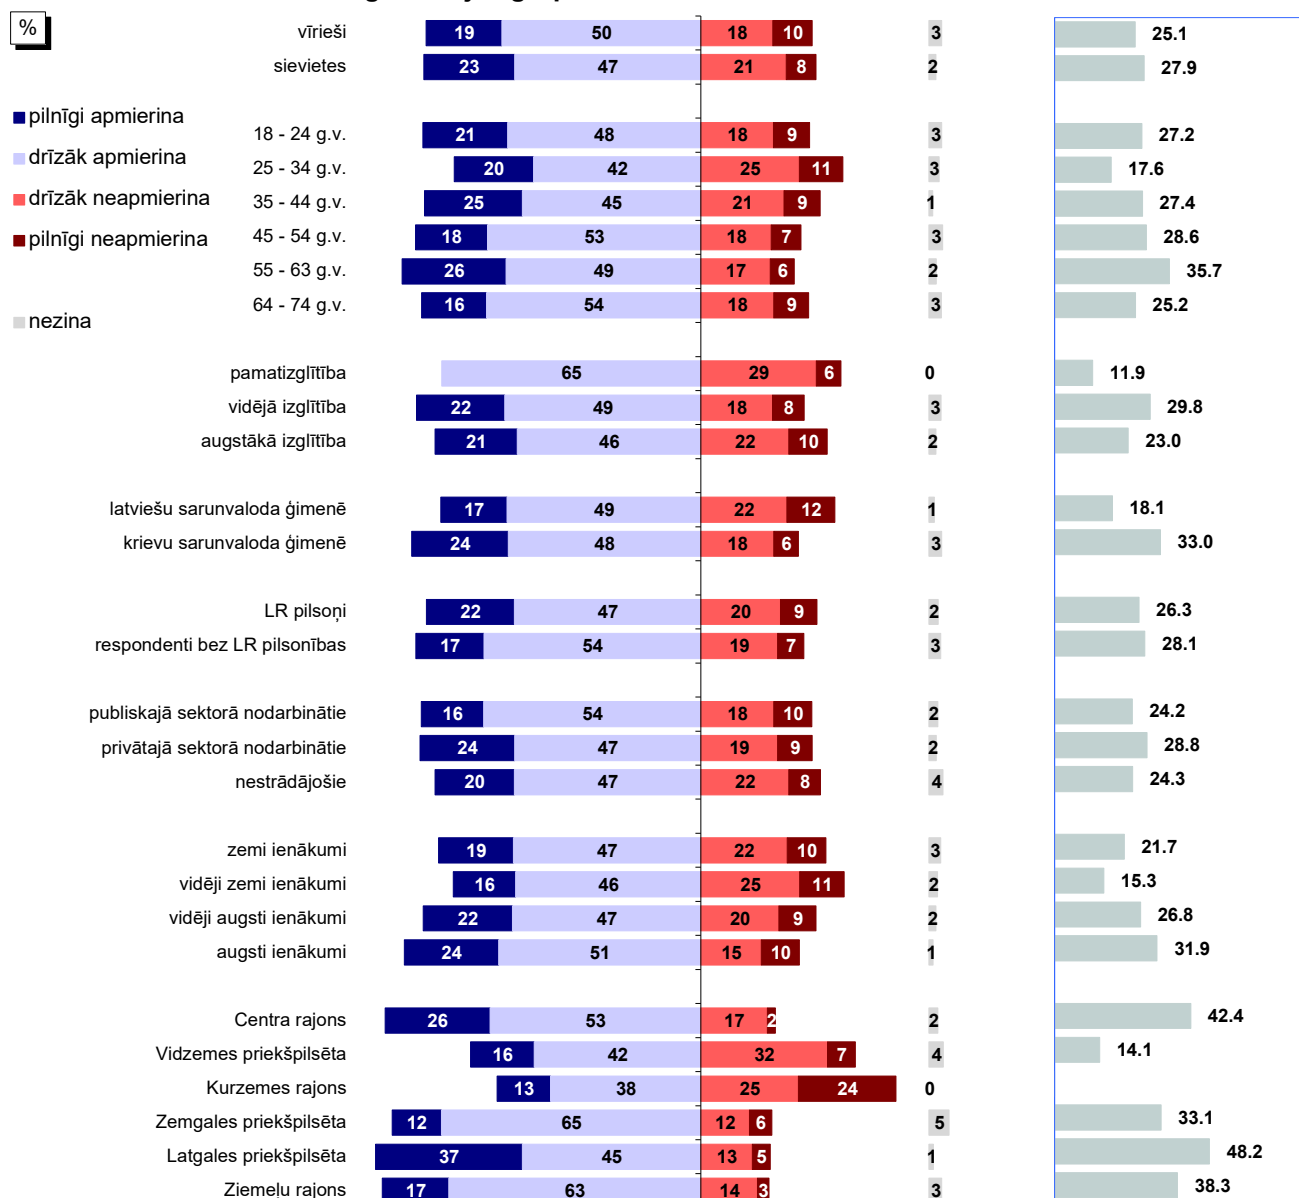 %
vīrieši 19 50 18 10 3 25.1
sievietes 23 47 21 8 2 27.9
pilnīgi apmierina
18 - 24 g.v. 21 48 18 9 3 27.2
drīzāk apmierina
25 - 34 g.v. 20 42 25 11 3 17.6
drīzāk neapmierina
35 - 44 g.v. 25 45 21 9 1 27.4
pilnīgi neapmierina
45 - 54 g.v. 18 53 18 7 3 28.6
55 - 63 g.v. 26 49 17 6 2 35.7
64 - 74 g.v. 16 54 18 9 3 25.2
nezina
pamatizglītība 65 29 6 0 11.9
vidējā izglītība 22 49 18 8 3 29.8
augstākā izglītība 21 46 22 10 2 23.0
latviešu sarunvaloda ģimenē 17 49 22 12 1 18.1
krievu sarunvaloda ģimenē 24 48 18 6 3 33.0
LR pilsoņi 22 47 20 9 2 26.3
respondenti bez LR pilsonības 17 54 19 7 3 28.1
publiskajā sektorā nodarbinātie 16 54 18 10 2 24.2
privātajā sektorā nodarbinātie 24 47 19 9 2 28.8
nestrādājošie 20 47 22 8 4 24.3
zemi ienākumi 19 47 22 10 3 21.7
vidēji zemi ienākumi 16 46 25 11 2 15.3
vidēji augsti ienākumi 22 47 20 9 2 26.8
augsti ienākumi 24 51 15 10 1 31.9
Centra rajons 26 53 17 2 2 42.4
Vidzemes priekšpilsēta 16 42 32 7 4 14.1
Kurzemes rajons 13 38 25 24 0
Zemgales priekšpilsēta 12 65 12 6 5 33.1
Latgales priekšpilsēta 37 45 13 5 1 48.2
Ziemeļu rajons 17 63 14 3 3 38.3